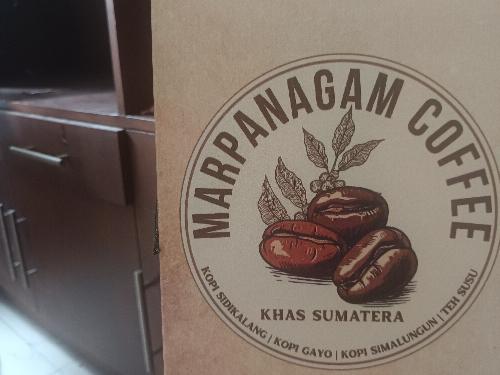 MARPANAGAM COFFEE
KHAS SUMATERA
KOPI SIDIKALANG | KOPI GAYO | KOPI SIMALUNGUN | TEH SUSU